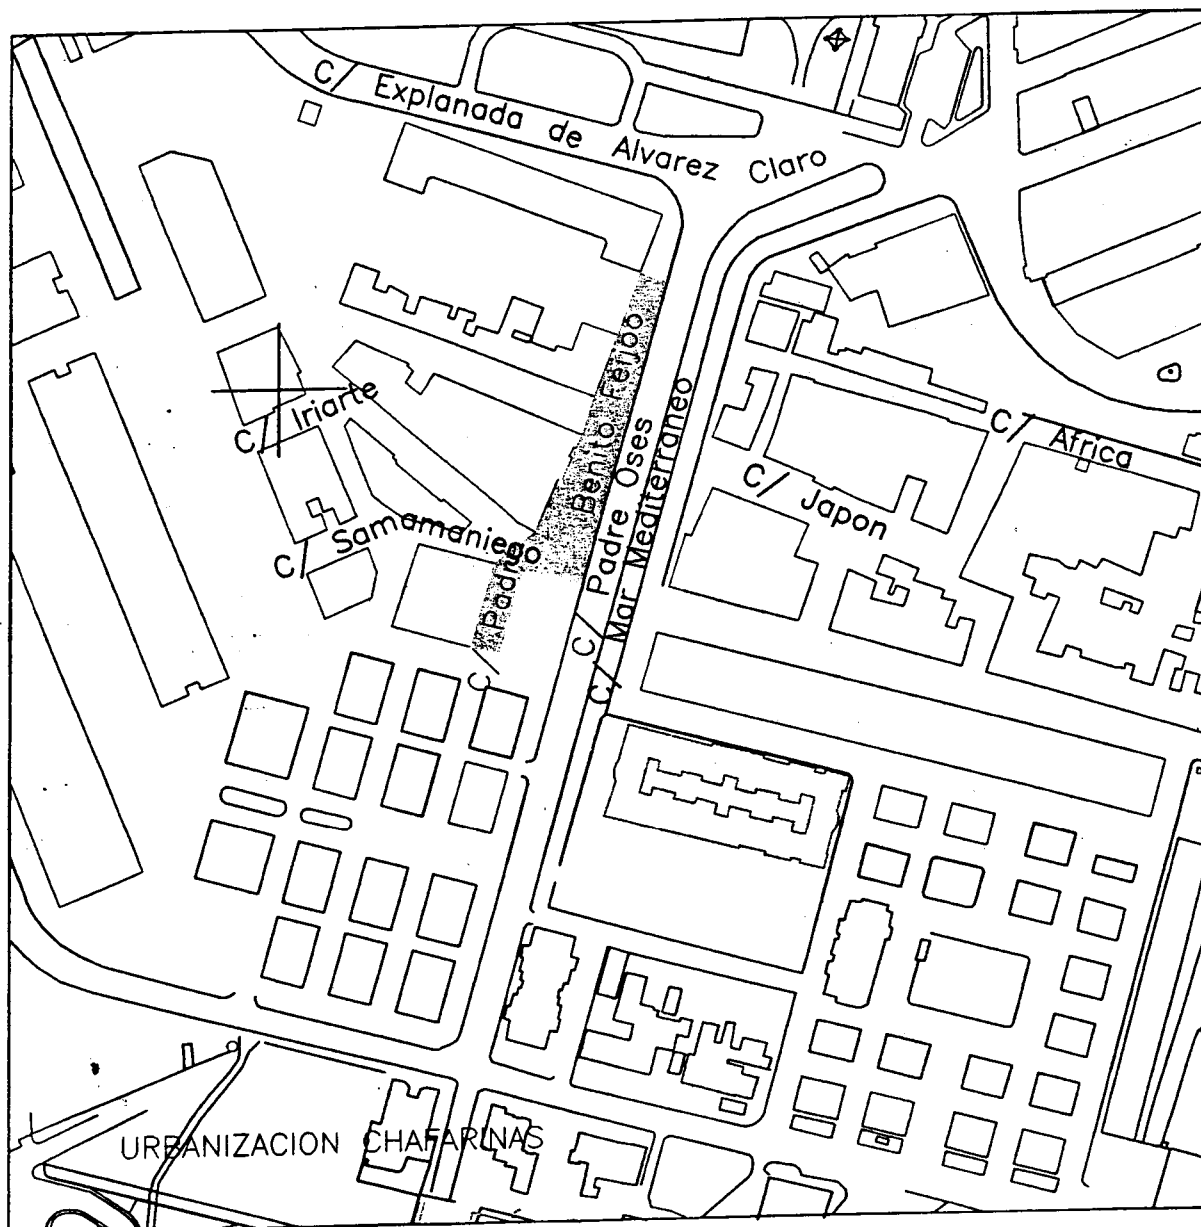 C/ Explanada de Alvarez Claro
C/ Padre Benito Feijoo
C/ Padre Oses
C/ Mar Mediterraneo
C/ Iriarte
C/ Samamaniego
C/ Africa
C/ Japon
URBANIZACION CHAFARINAS